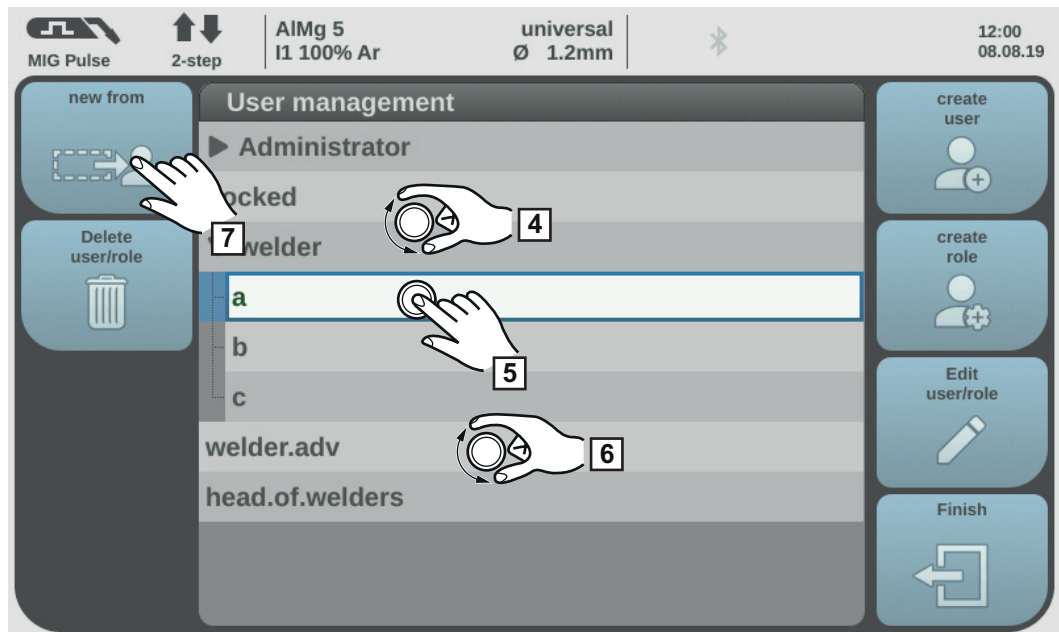 MIG Pulse
2-step
AlMg 5
I1 100% Ar
universal
Ø 1.2mm
12:00
08.08.19
new from
Delete
user/role
User management
Administrator
ocked
welder
a
b
c
welder.adv
head.of.welders
4
5
6
7
create
user
create
role
Edit
user/role
Finish